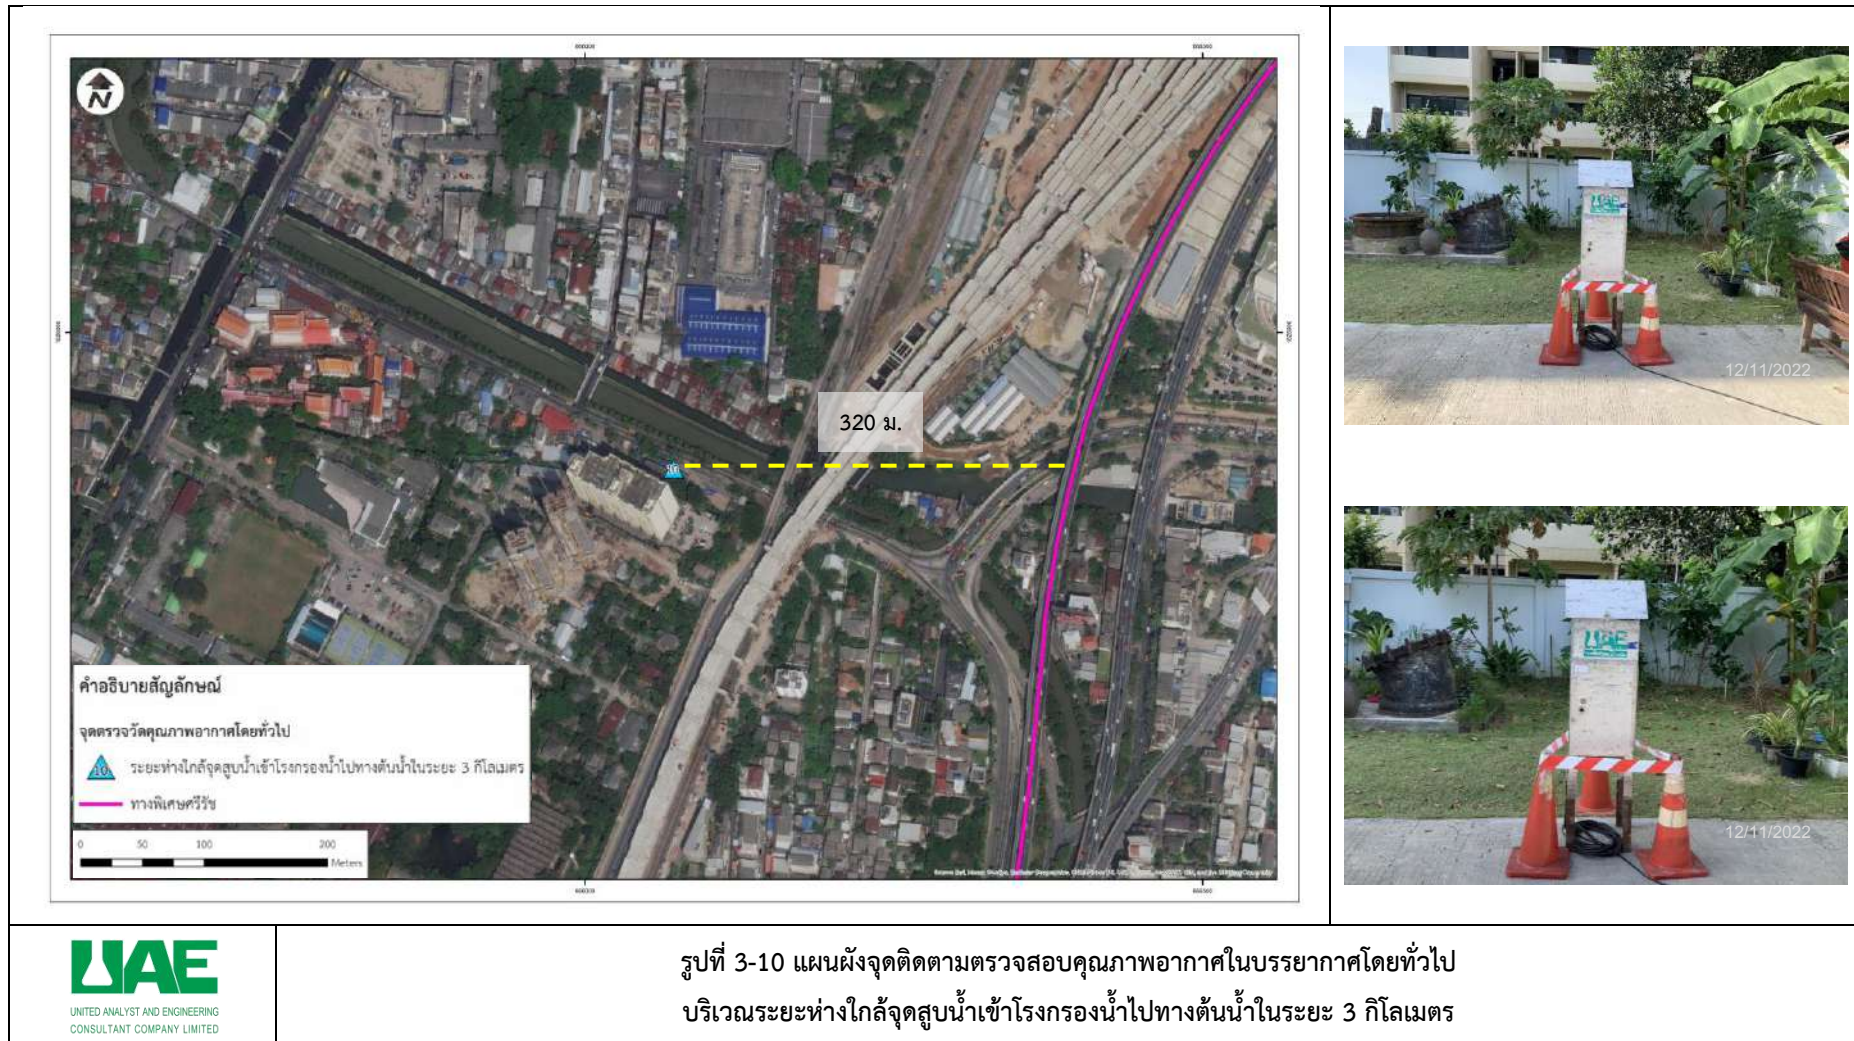 N
320 ม.
10
คำอธิบายสัญลักษณ์
จุดตรวจวัดคุณภาพอากาศโดยทั่วไป
10 ระยะห่างใกล้จุดสูบน้ำเข้าโรงกรองน้ำไปทางต้นน้ำในระยะ 3 กิโลเมตร
ทางพิเศษศรีรัช
0 50 100 200
Meters
UAE
12/11/2022
UAE
12/11/2022
UAE
UNITED ANALYST AND ENGINEERING
CONSULTANT COMPANY LIMITED
รูปที่ 3-10 แผนผังจุดติดตามตรวจสอบคุณภาพอากาศในบรรยากาศโดยทั่วไป
บริเวณระยะห่างใกล้จุดสูบน้ำเข้าโรงกรองน้ำไปทางต้นน้ำในระยะ 3 กิโลเมตร